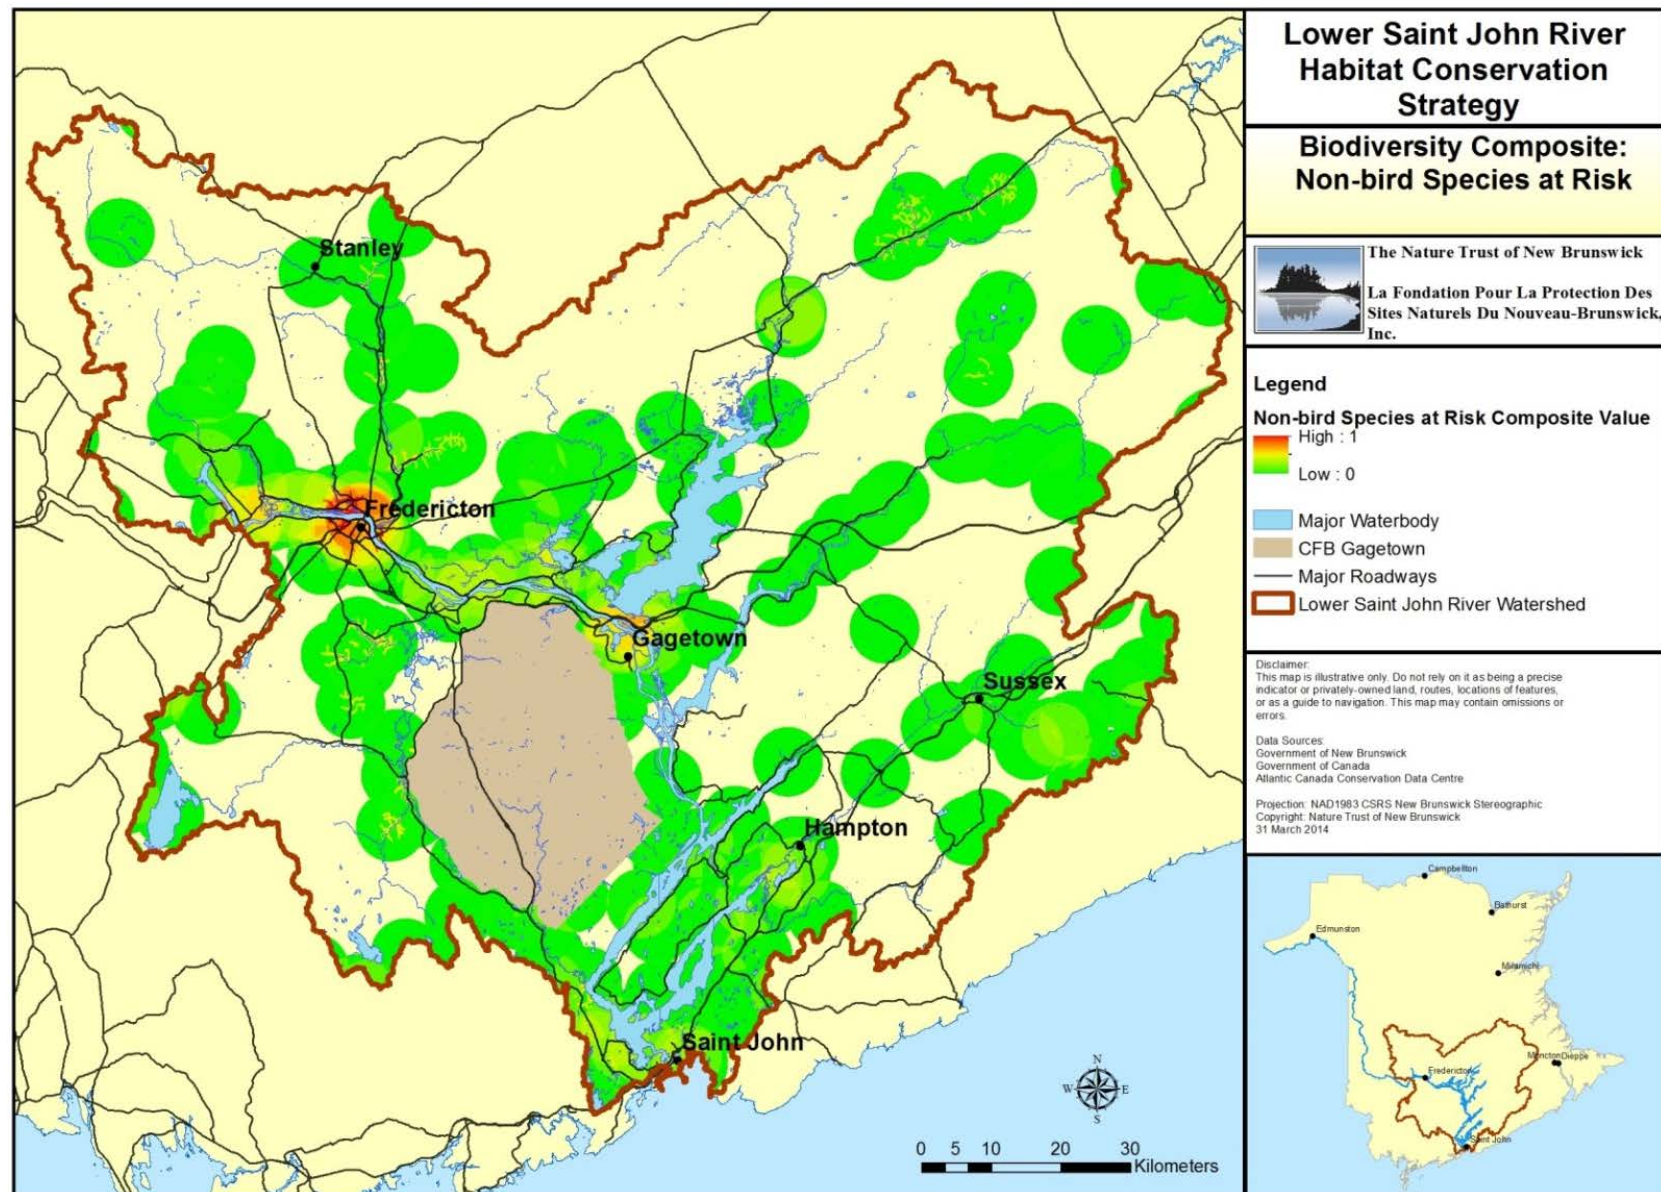 Lower Saint John River
Habitat Conservation
Strategy
Biodiversity Composite:
Non-bird Species at Risk
The Nature Trust of New Brunswick
La Fondation Pour La Protection Des
Sites Naturels Du Nouveau-Brunswick,
Inc.
Legend
Non-bird Species at Risk Composite Value
High : 1
Low : 0
Major Waterbody
CFB Gagetown
Major Roadways
Lower Saint John River Watershed
Disclaimer:
This map is illustrative only. Do not rely on it as being a precise
indicator or privately-owned land, routes, locations of features,
or as a guide to navigation. This map may contain omissions or
errors.
Data Sources:
Government of New Brunswick
Government of Canada
Atlantic Canada Conservation Data Centre
Projection: NAD1983 CSRS New Brunswick Stereographic
Copyright: Nature Trust of New Brunswick
31 March 2014
Stanley
Fredericton
Gagetown
Sussex
Hampton
Saint John
N
W E
S
0 5 10 20 30
Kilometers
Campbellton
Bathurst
Edmunston
Miramichi
Moncton Dieppe
Fredericton
Saint John